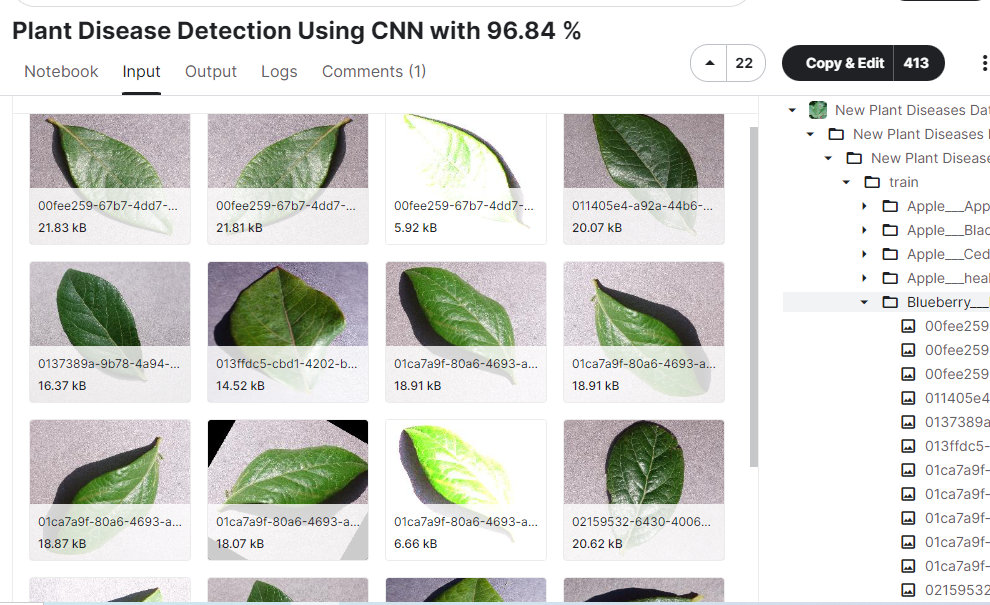 Plant Disease Detection Using CNN with 96.84 %
Notebook
Input
Output
Logs
Comments (1)
22
Copy & Edit
413
00fee259-67b7-4dd7-...
21.83 kB
00fee259-67b7-4dd7-...
21.81 kB
00fee259-67b7-4dd7-...
5.92 kB
011405e4-a92a-44b6-...
20.07 kB
0137389a-9b78-4a94-...
16.37 kB
013ffdc5-cbd1-4202-b...
14.52 kB
01ca7a9f-80a6-4693-a...
18.91 kB
01ca7a9f-80a6-4693-a...
18.91 kB
01ca7a9f-80a6-4693-a...
18.87 kB
01ca7a9f-80a6-4693-a...
18.07 kB
01ca7a9f-80a6-4693-a...
6.66 kB
02159532-6430-4006...
20.62 kB
New Plant Diseases Dat
New Plant Diseases
New Plant Disease
train
Apple___App
Apple___Blac
Apple___Ced
Apple___heal
Blueberry___
00fee259
00fee259
00fee259
011405e4
0137389a
013ffdc5-
01ca7a9f-
01ca7a9f-
01ca7a9f-
01ca7a9f-
01ca7a9f-
02159532